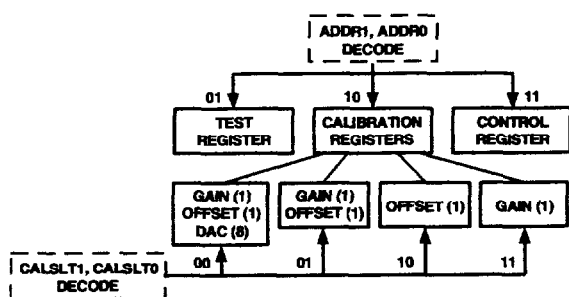 ADDR1, ADDR0
DECODE
01
10
11
TEST
REGISTER
CALIBRATION
REGISTERS
CONTROL
REGISTER
GAIN (1)
OFFSET (1)
DAC (8)
GAIN (1)
OFFSET (1)
OFFSET (1)
GAIN (1)
CALSLT1, CALSLT0
DECODE
00
01
10
11